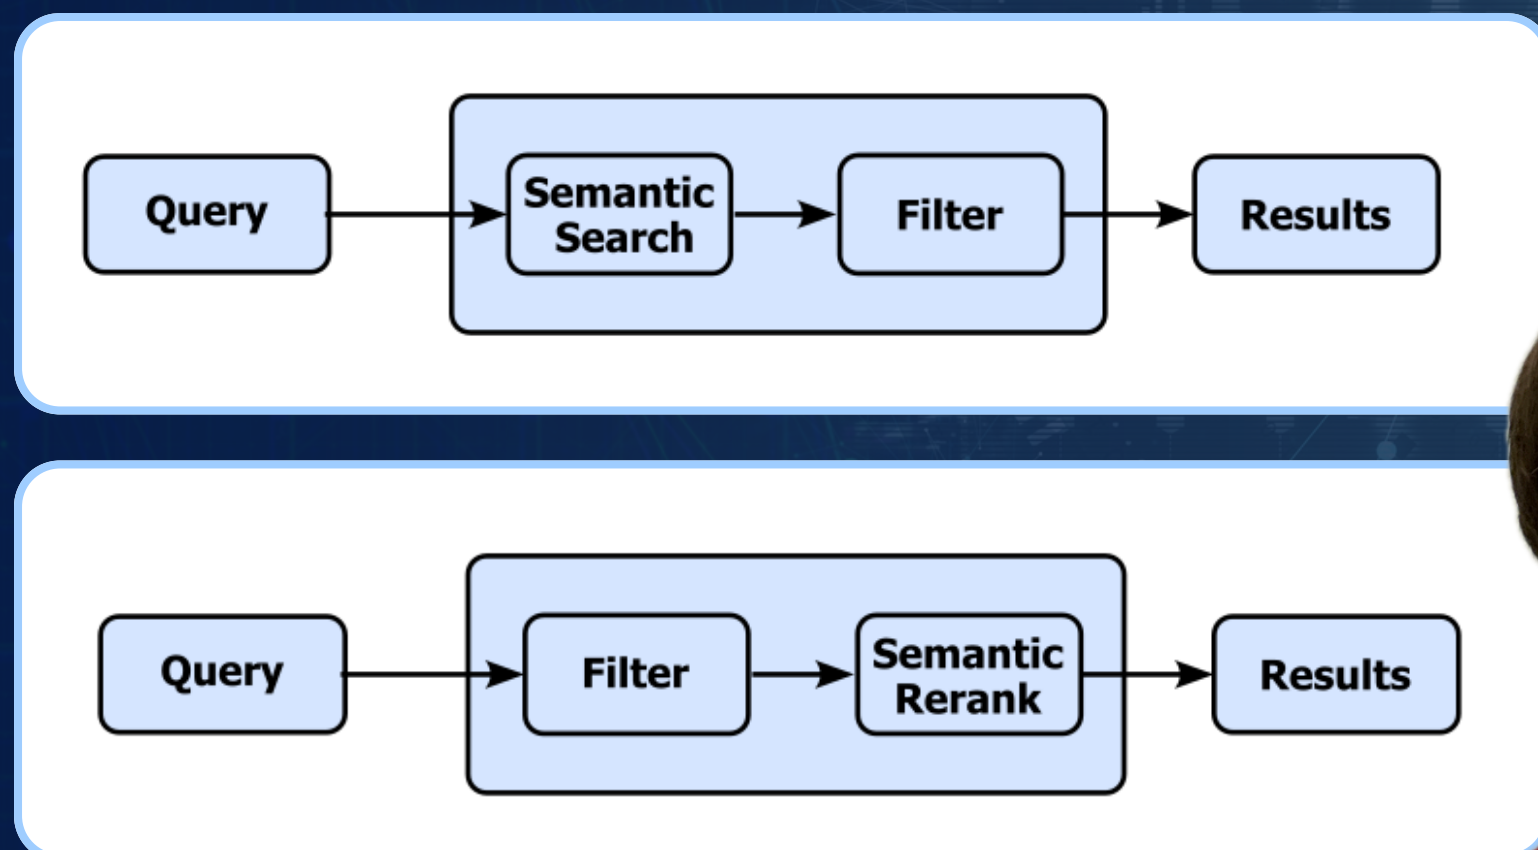 Query
Semantic
Search
Filter
Results
Query
Filter
Semantic
Rerank
Results